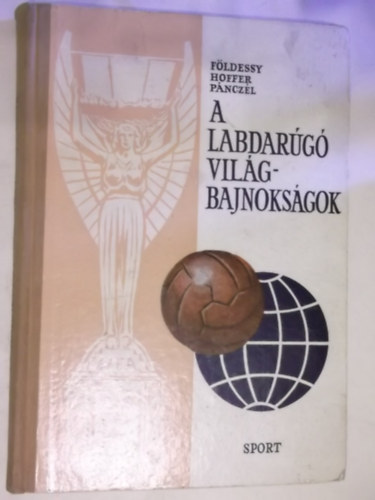 FÖLDESSY
HOFFER
PÁNCZÉL
A
LABDARÚGÓ
VILÁG-
BAJNOKSÁGOK
SPORT